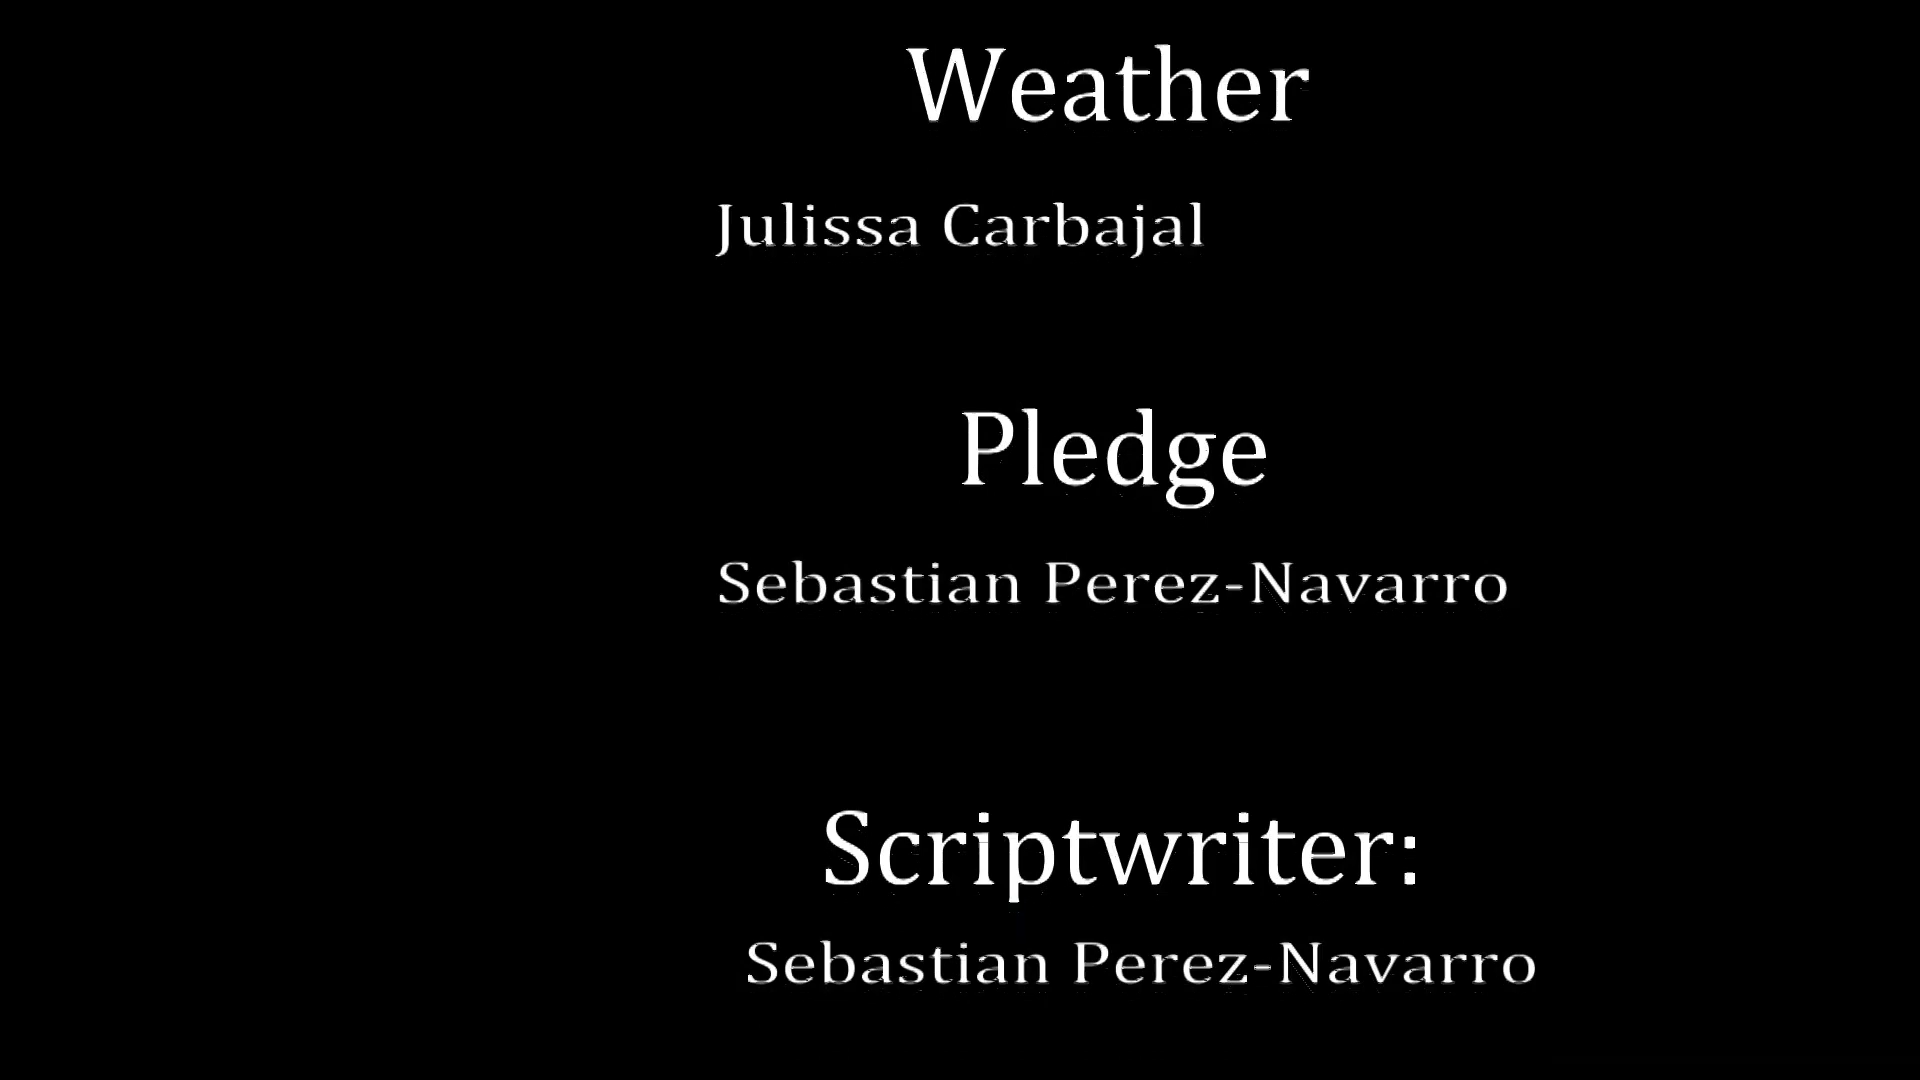 Weather
Julissa Carbajal
Pledge
Sebastian Perez-Navarro
Scriptwriter:
Sebastian Perez-Navarro